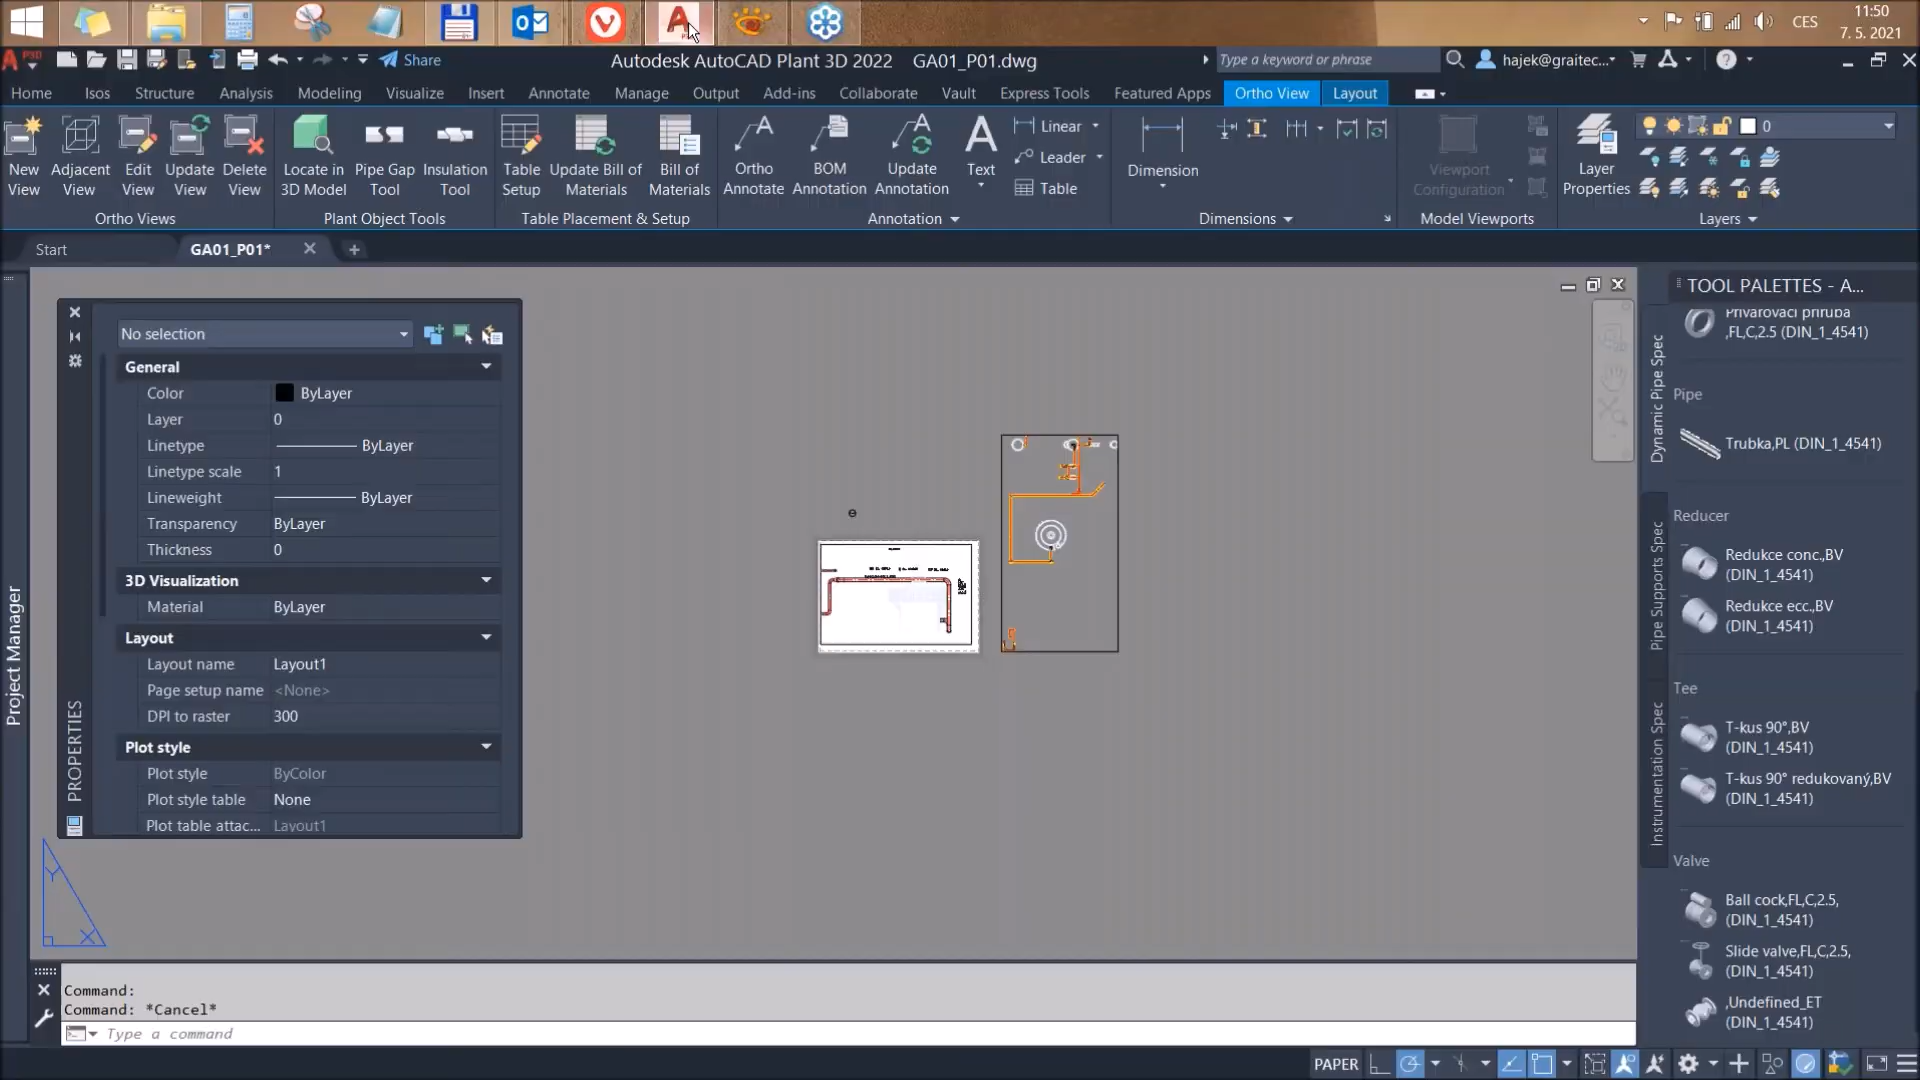 CES
11:50
7. 5. 2021
Share
Autodesk AutoCAD Plant 3D 2022 GA01_P01.dwg
Type a keyword or phrase
hajek@graitec...
Home Isos Structure Analysis Modeling Visualize Insert Annotate Manage Output Add-ins Collaborate Vault Express Tools Featured Apps Ortho View Layout
New View
Adjacent View
Edit View
Update View
Delete View
Locate in 3D Model
Pipe Gap Tool
Insulation Tool
Table Setup
Update Bill of Materials
Bill of Materials
Ortho Annotate
BOM Annotation
Update Annotation
Text
Linear
Leader
Table
Dimension
Viewport Configuration
Layer Properties
0
Ortho Views
Plant Object Tools
Table Placement & Setup
Annotation
Dimensions
Model Viewports
Layers
Start
GA01_P01*
Project Manager
PROPERTIES
No selection
General
Color ByLayer
Layer 0
Linetype ByLayer
Linetype scale 1
Lineweight ByLayer
Transparency ByLayer
Thickness 0
3D Visualization
Material ByLayer
Layout
Layout name Layout1
Page setup name <None>
DPI to raster 300
Plot style
Plot style ByColor
Plot style table None
Plot table attac... Layout1
Y
X
TOOL PALETTES - A...
Dynamic Pipe Spec
Pipe Supports Spec
Instrumentation Spec
Přivařovací příruba
,FL,C,2.5 (DIN_1_4541)
Pipe
Trubka,PL (DIN_1_4541)
Reducer
Redukce conc.,BV
(DIN_1_4541)
Redukce ecc.,BV
(DIN_1_4541)
Tee
T-kus 90°,BV
(DIN_1_4541)
T-kus 90° redukovaný,BV
(DIN_1_4541)
Valve
Ball cock,FL,C,2.5,
(DIN_1_4541)
Slide valve,FL,C,2.5,
(DIN_1_4541)
,Undefined_ET
(DIN_1_4541)
Command:
Command: *Cancel*
Type a command
PAPER